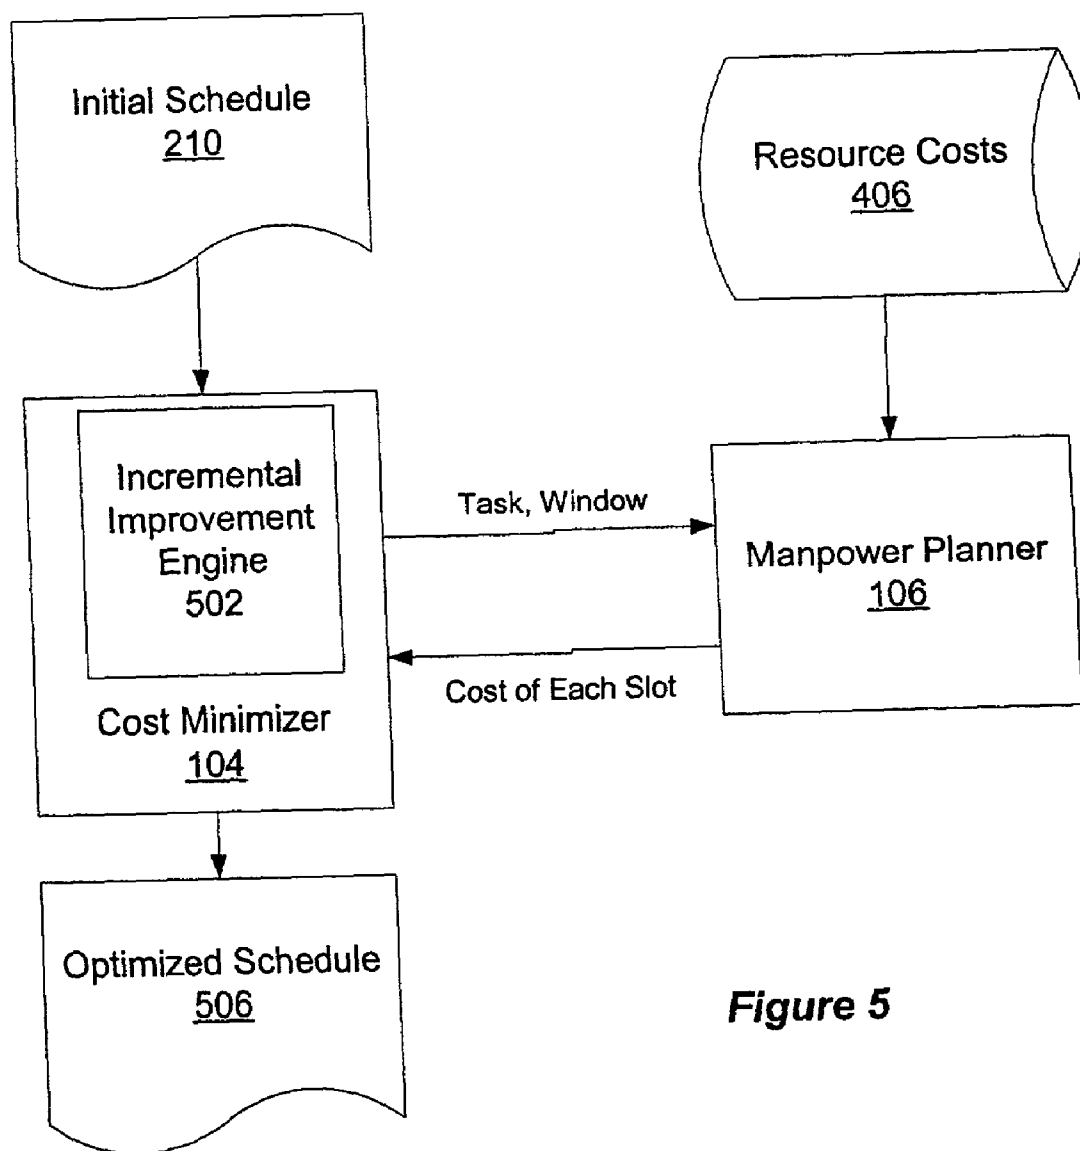 Initial Schedule
210
Resource Costs
406
Incremental
Improvement
Engine
502
Task, Window
Manpower Planner
106
Cost of Each Slot
Cost Minimizer
104
Optimized Schedule
506
Figure 5